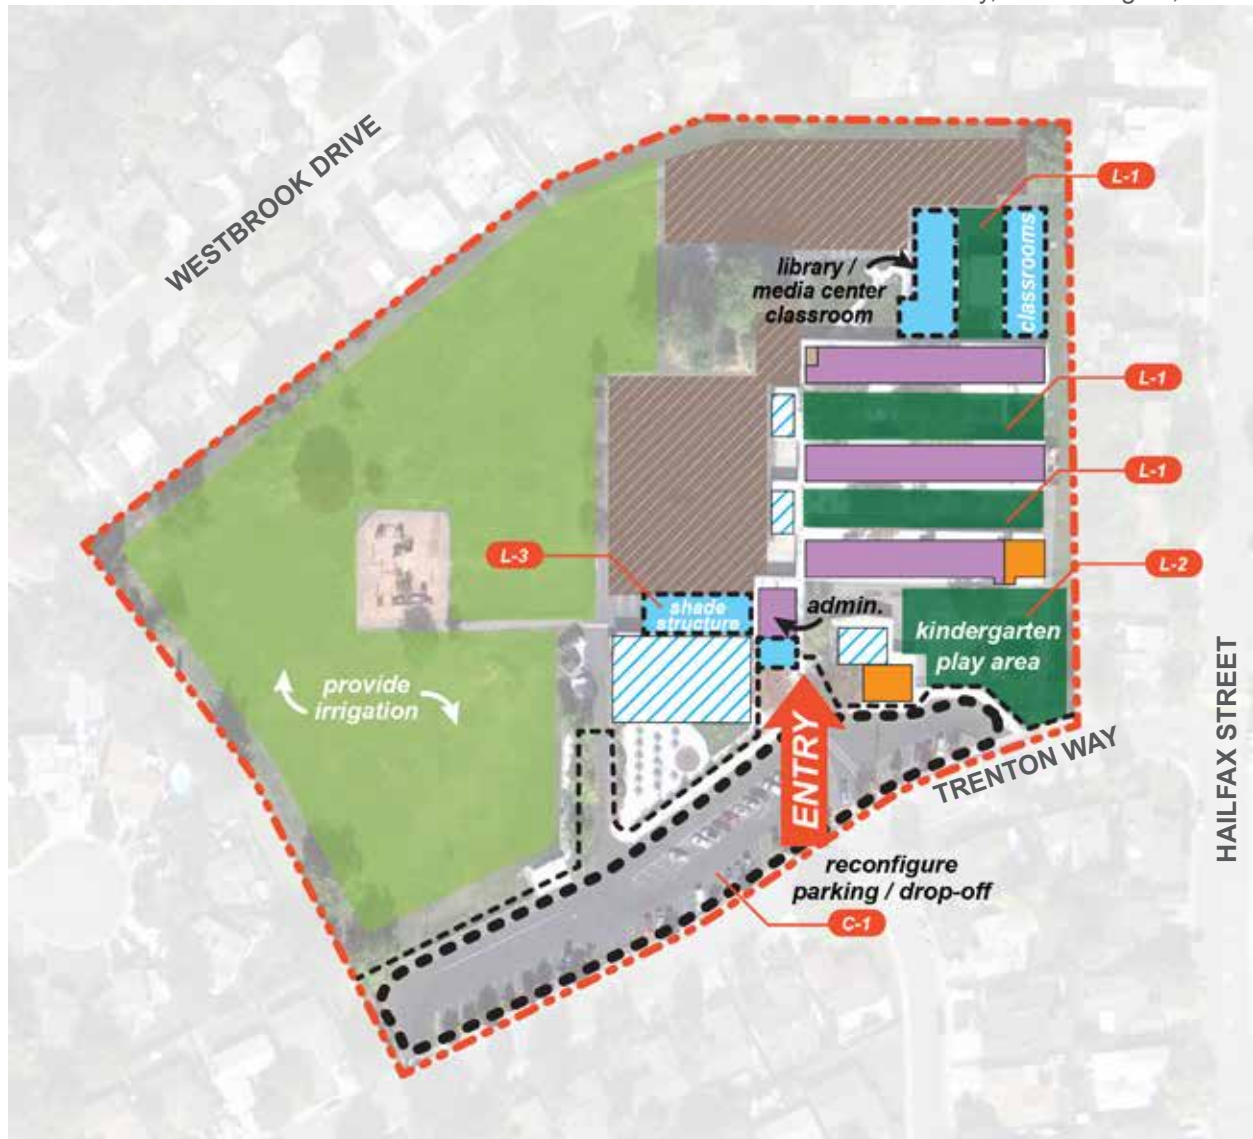 WESTBROOK DRIVE
L-1
classrooms
library /
media center
classroom
L-1
L-1
L-3
L-2
shade
structure
admin.
kindergarten
play area
provide
irrigation
ENTRY
TRENTON WAY
HAILFAX STREET
reconfigure
parking / drop-off
C-1